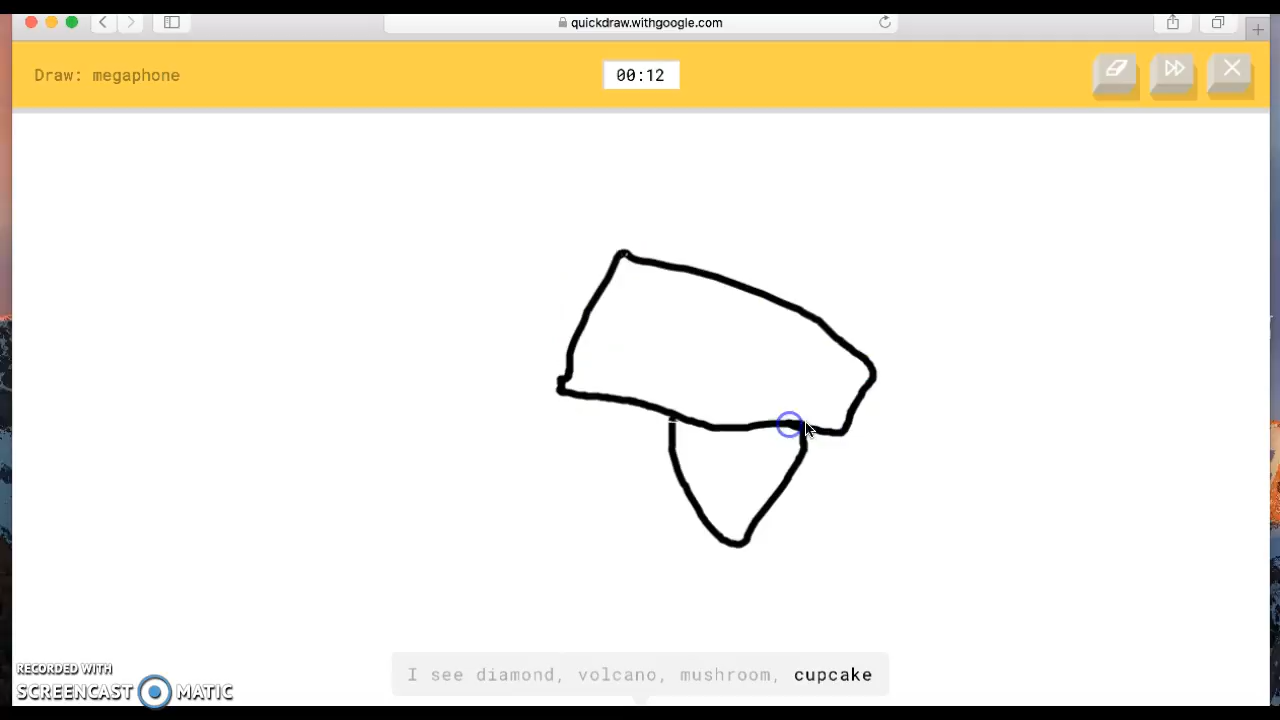 quickdraw.withgoogle.com
Draw: megaphone
00:12
I see diamond, volcano, mushroom, cupcake
RECORDED WITH
SCREENCAST MATIC